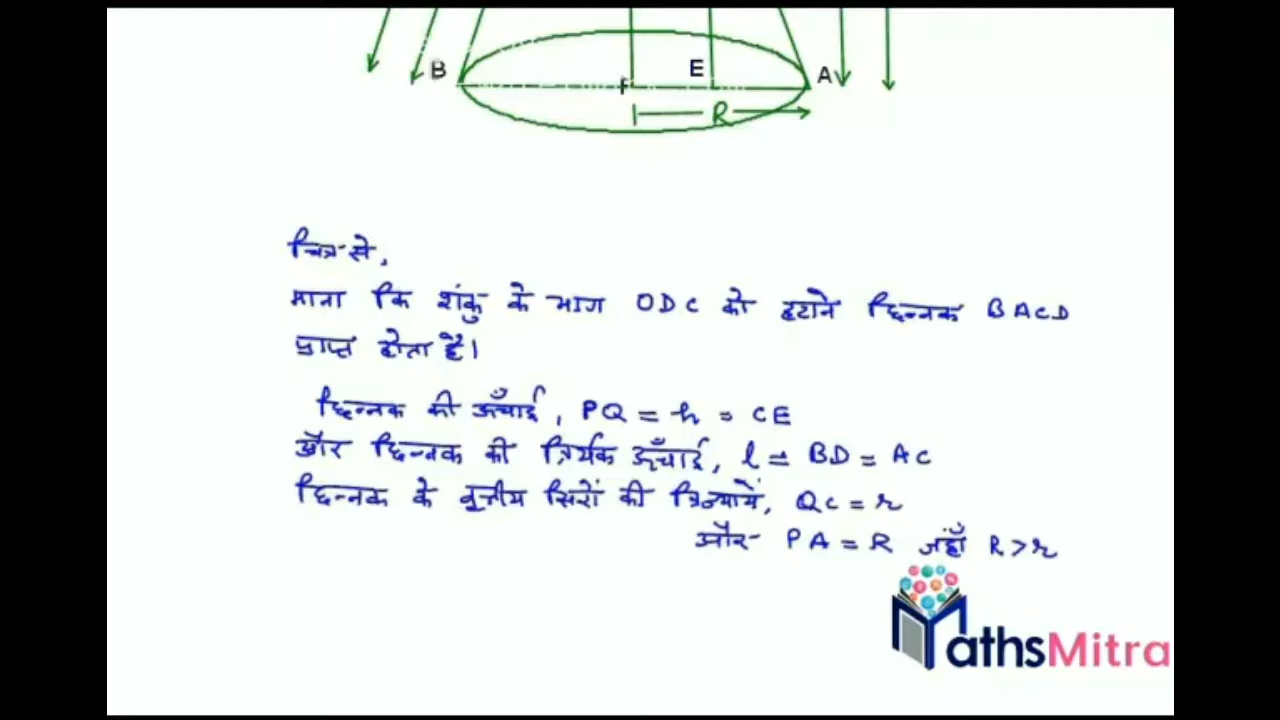 B
E
A
R
चित्र से,
माना कि शंकु के भाग ODC को हटाने छिन्नक BACD
प्राप्त होता है।
छिन्नक की ऊँचाई, PQ = h = CE
और छिन्नक की त्रिर्यक ऊँचाई, l = BD = AC
छिन्नक के वृत्तीय सिरों की त्रिज्यायें, QC = r
और PA = R जहाँ R > r
MathsMitra